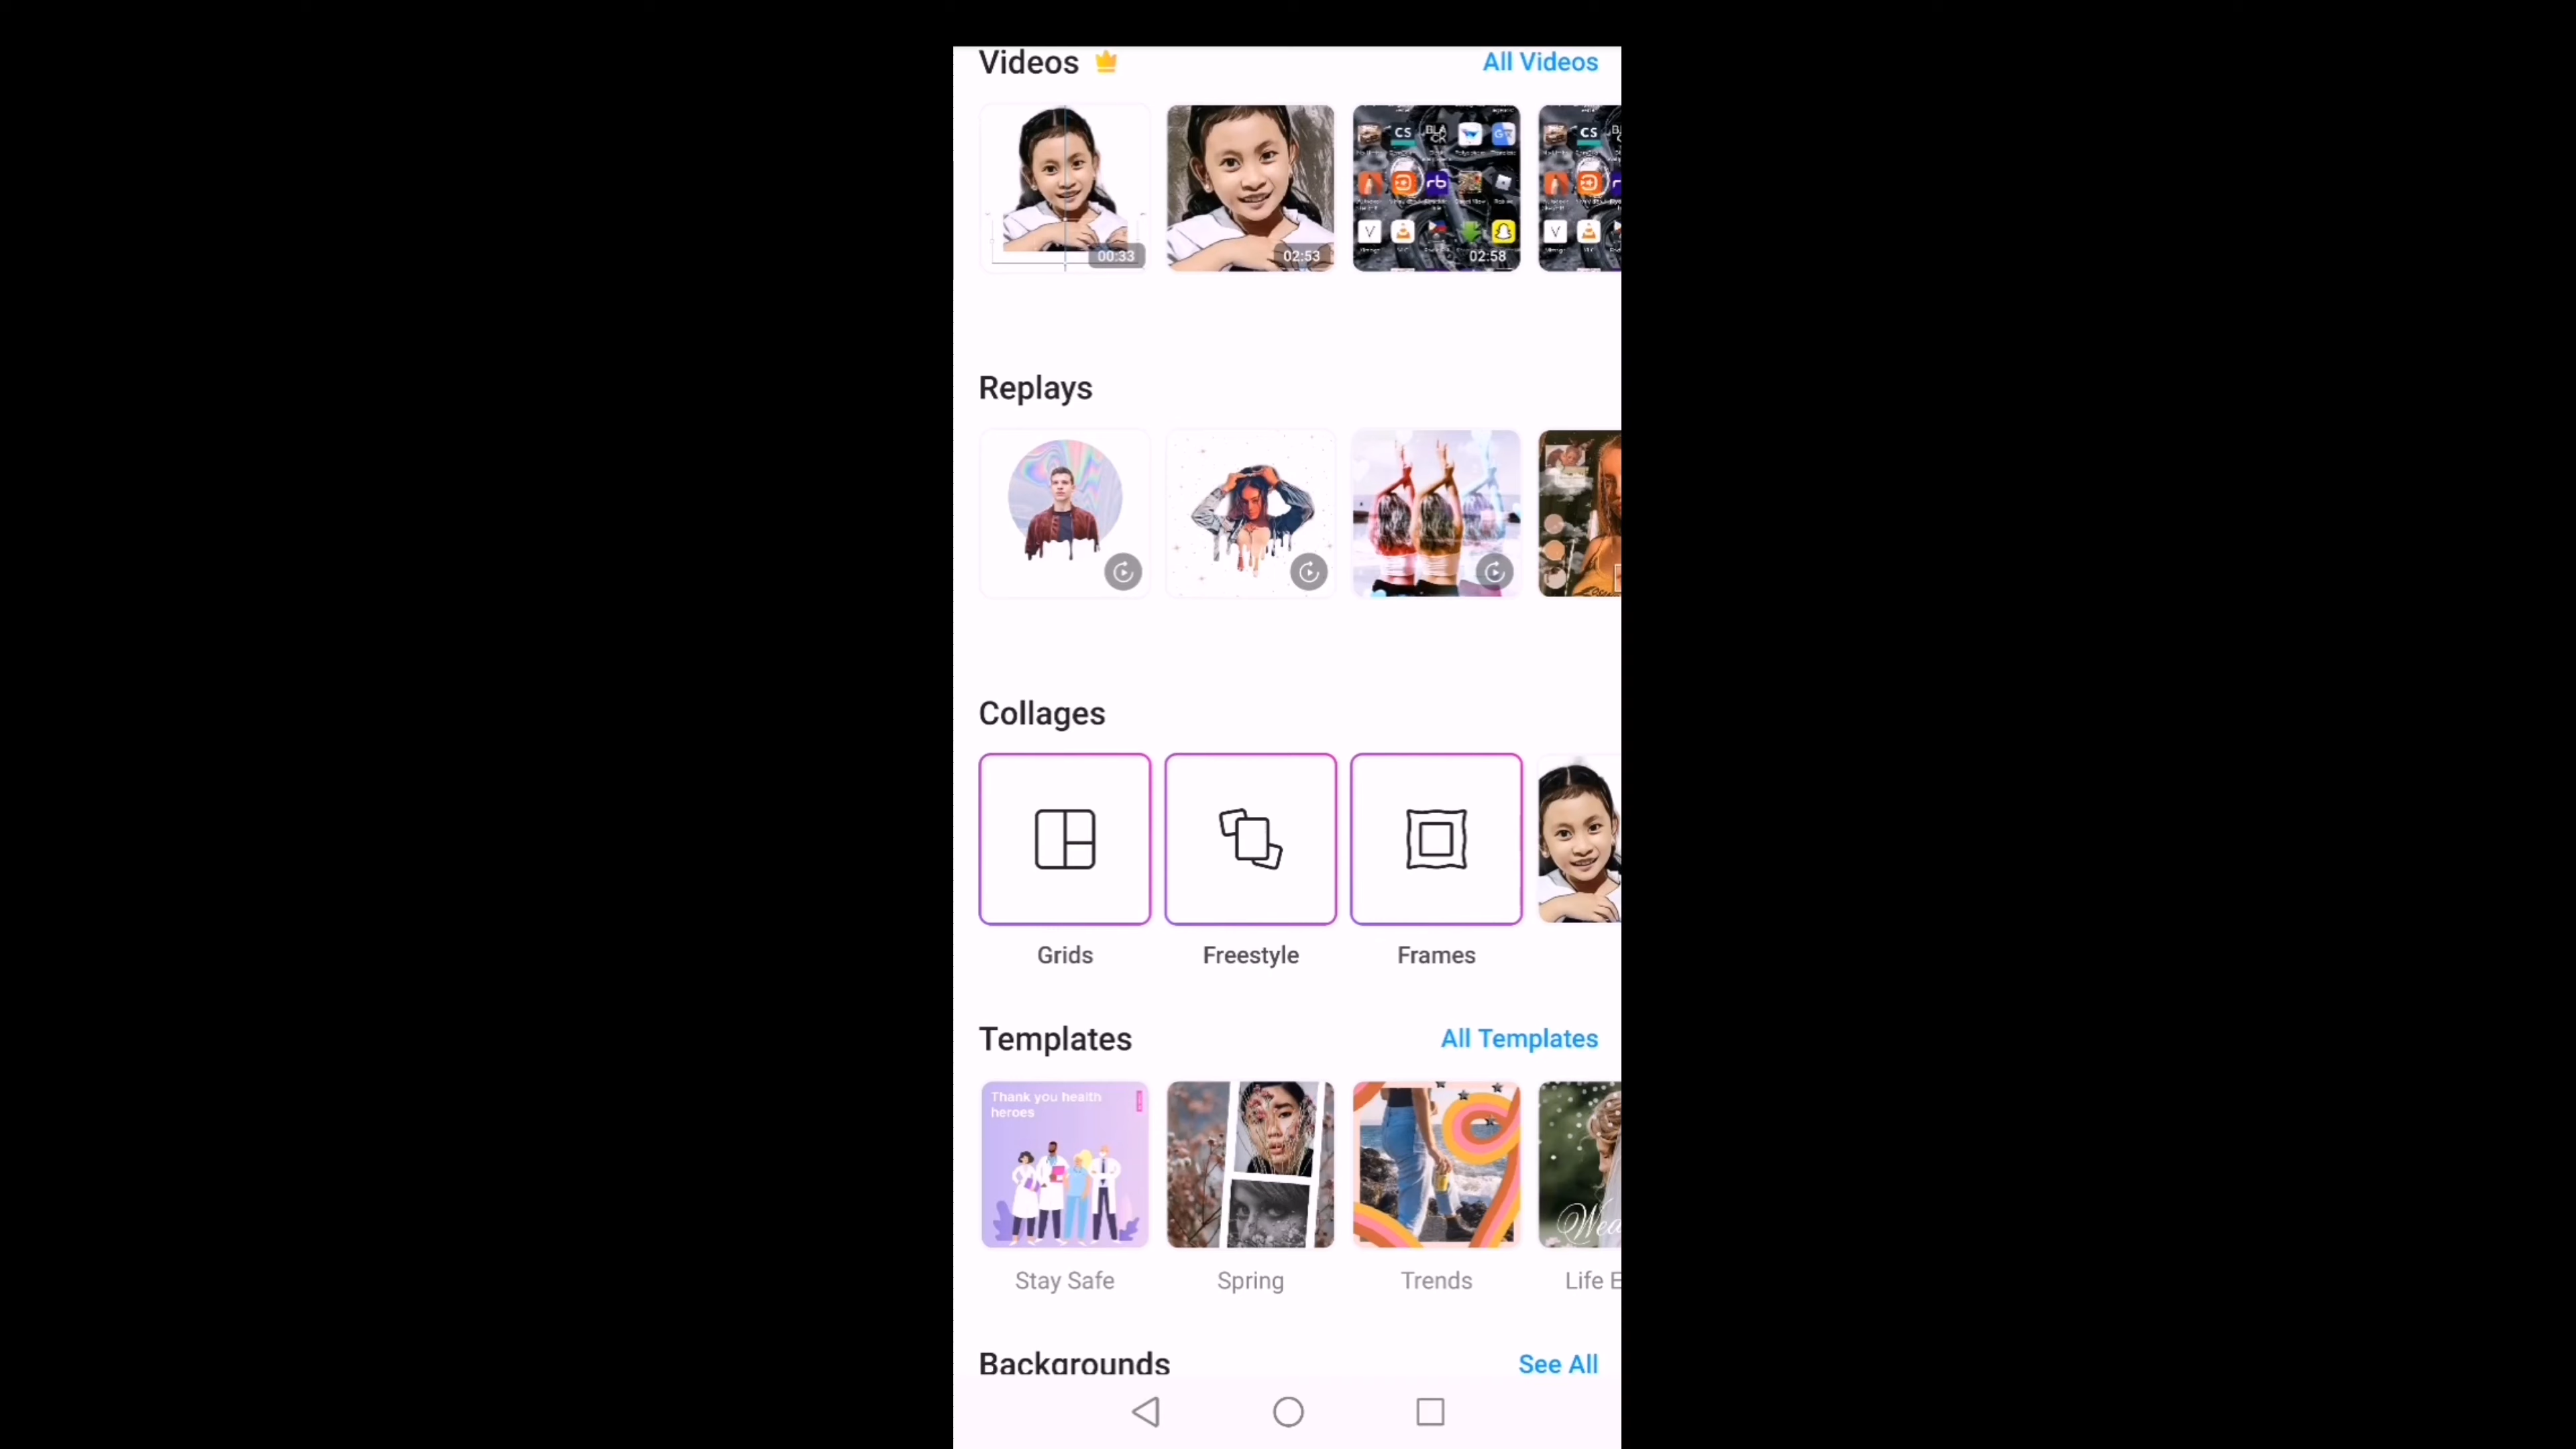 Videos
All Videos
00:33
02:53
02:58
Replays
Collages
Grids
Freestyle
Frames
Templates
All Templates
Thank you health
heroes
Stay Safe
Spring
Trends
Life E
Backgrounds
See All